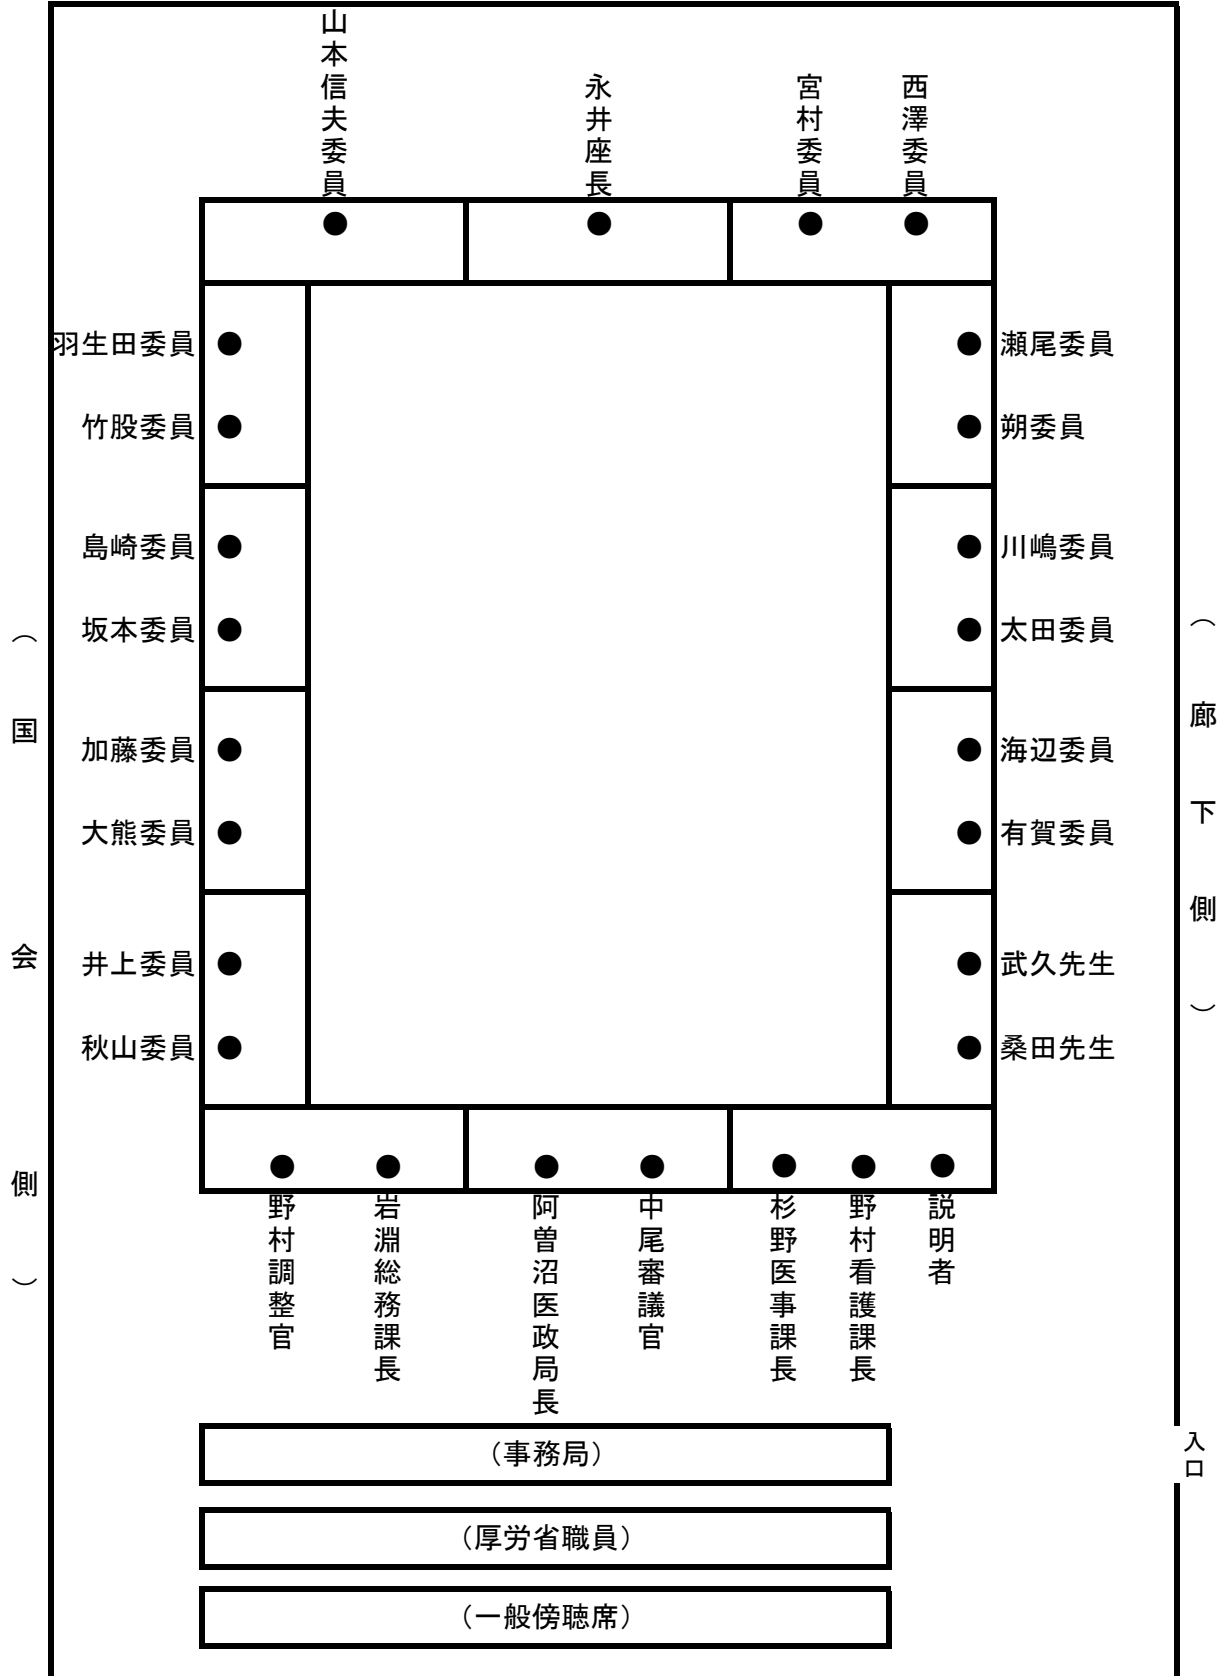 山本信夫委員
永井座長
宮村委員
西澤委員
羽生田委員
瀬尾委員
竹股委員
朔委員
島崎委員
川嶋委員
坂本委員
太田委員
加藤委員
海辺委員
大熊委員
有賀委員
井上委員
武久先生
秋山委員
桑田先生
（国会側）
（廊下側）
野村調整官
岩淵総務課長
阿曽沼医政局長
中尾審議官
杉野医事課長
野村看護課長
説明者
入口
（事務局）
（厚労省職員）
（一般傍聴席）